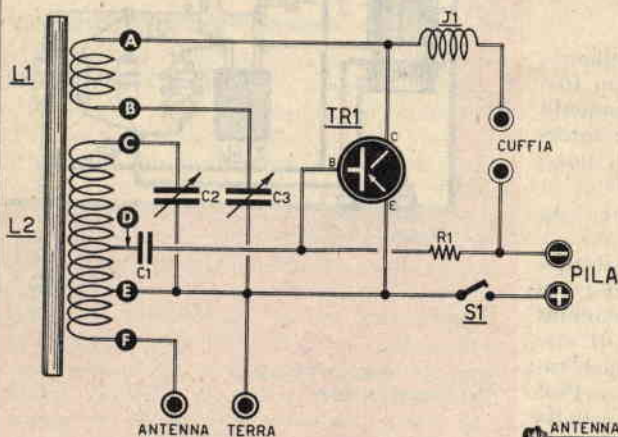 A
J1
L1
B
TR1
C
C
B
CUFFIA
L2
C2
C3
D
E
R1
−
C1
PILA
E
+
S1
F
ANTENNA
TERRA
ANTENNA